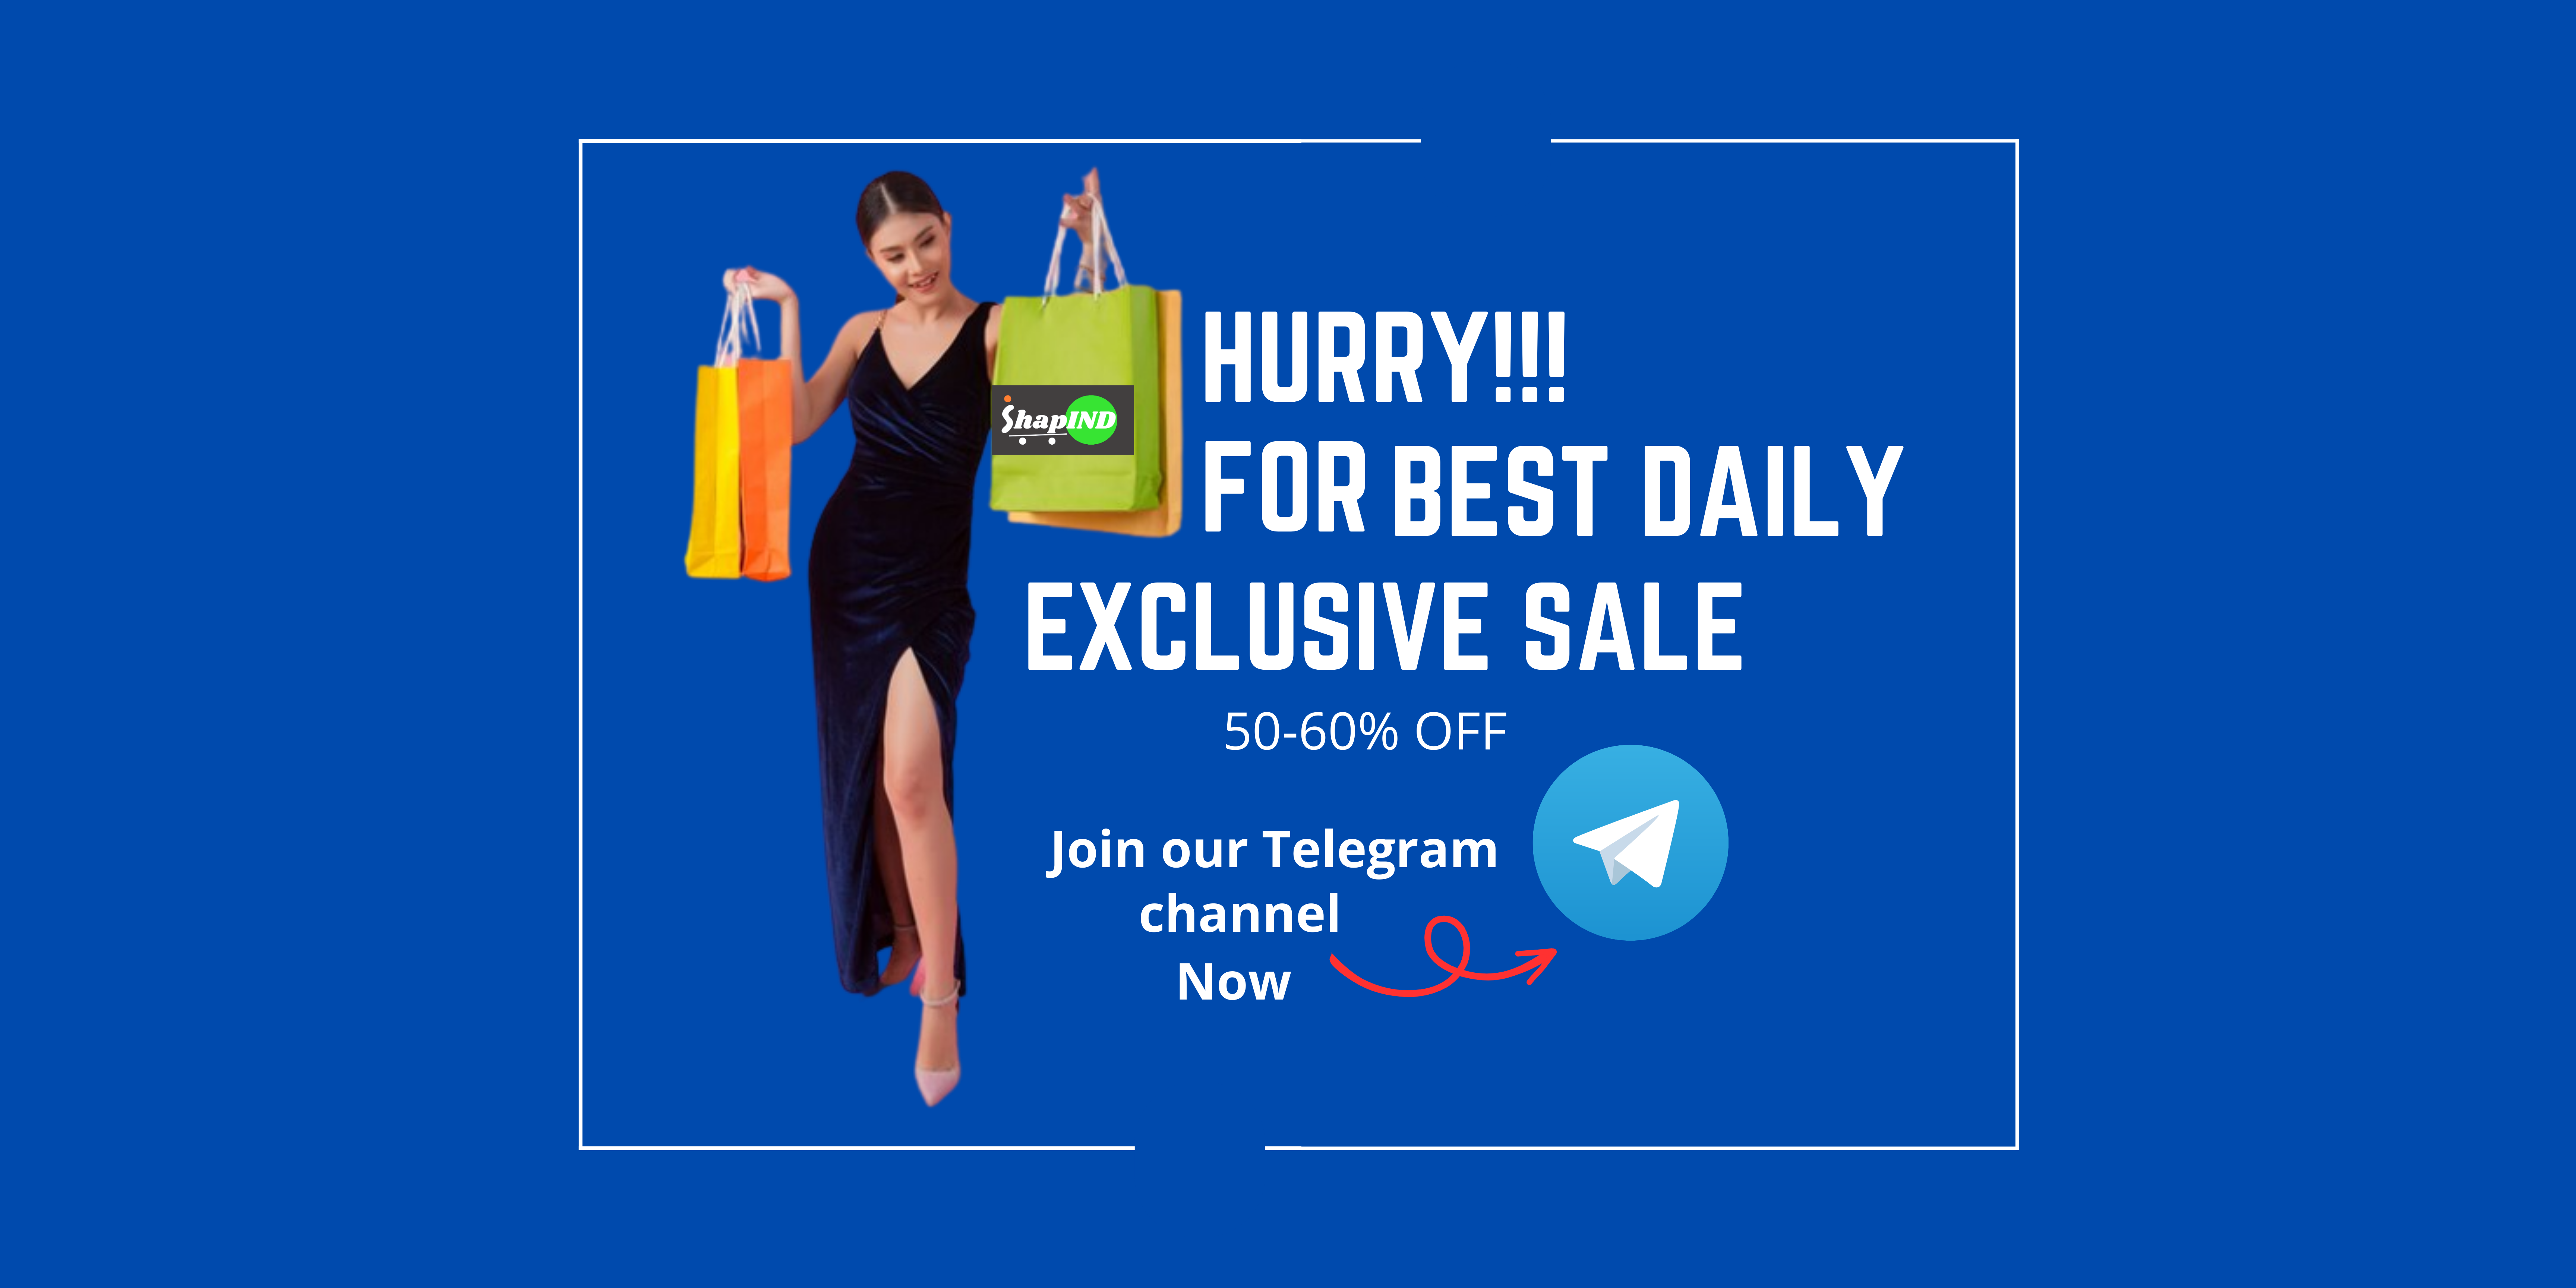 HURRY!!!
FOR BEST DAILY
EXCLUSIVE SALE
50-60% OFF
Join our Telegram
channel
Now
ShapIND